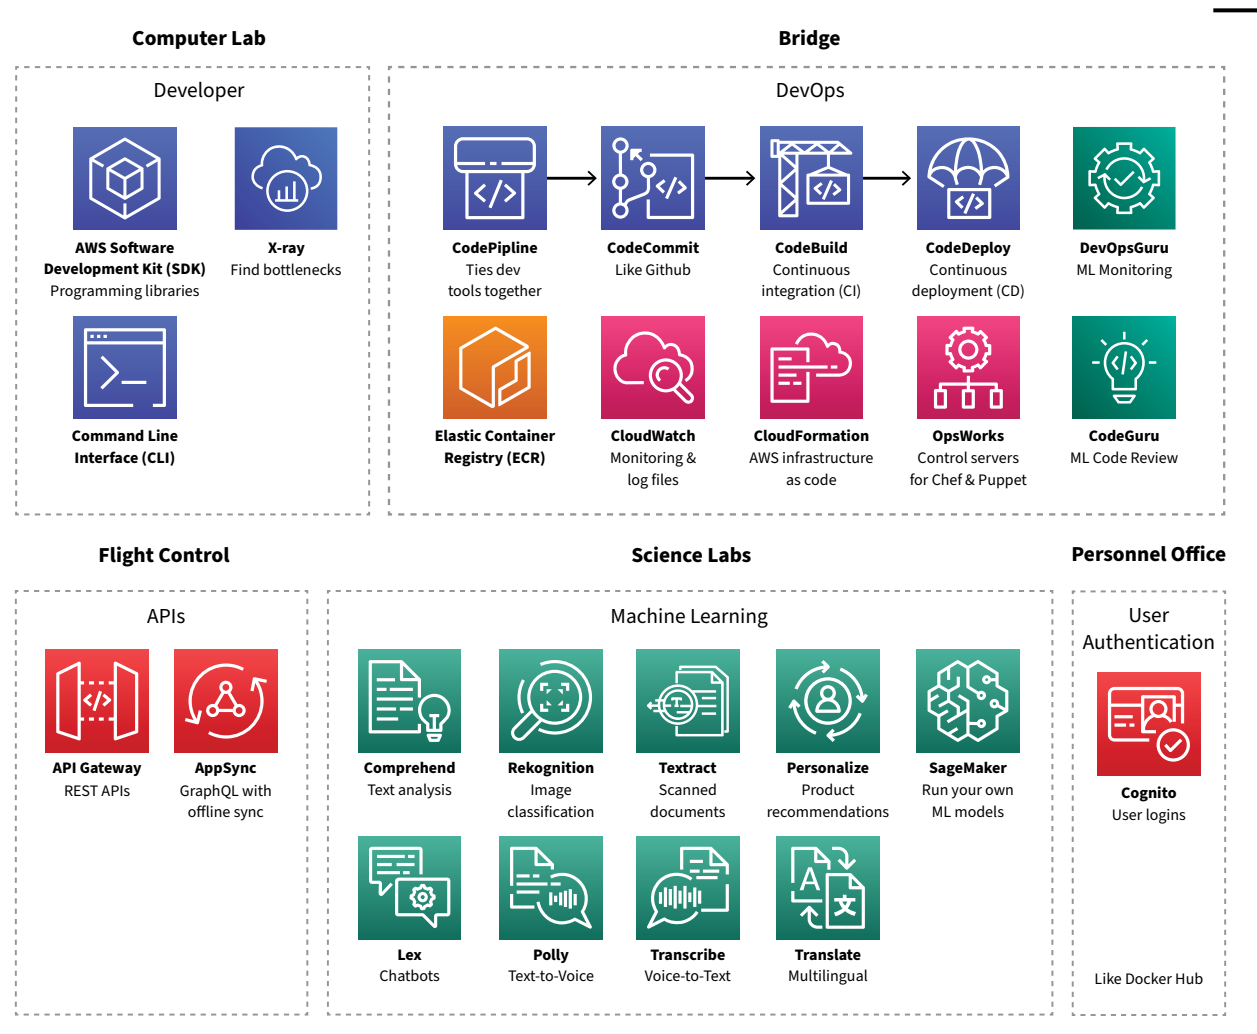 Computer Lab
Bridge
Developer
DevOps
AWS Software
Development Kit (SDK)
Programming libraries
X-ray
Find bottlenecks
</>
CodePipline
Ties dev
tools together
</>
CodeCommit
Like Github
</>
CodeBuild
Continuous
integration (CI)
</>
CodeDeploy
Continuous
deployment (CD)
DevOpsGuru
ML Monitoring
Command Line
Interface (CLI)
Elastic Container
Registry (ECR)
CloudWatch
Monitoring &
log files
CloudFormation
AWS infrastructure
as code
OpsWorks
Control servers
for Chef & Puppet
</>
CodeGuru
ML Code Review
Flight Control
Science Labs
Personnel Office
APIs
Machine Learning
User
Authentication
</>
API Gateway
REST APIs
AppSync
GraphQL with
offline sync
Comprehend
Text analysis
Rekognition
Image
classification
T
Textract
Scanned
documents
Personalize
Product
recommendations
SageMaker
Run your own
ML models
Cognito
User logins
Lex
Chatbots
Polly
Text-to-Voice
Transcribe
Voice-to-Text
A
文
Translate
Multilingual
Like Docker Hub